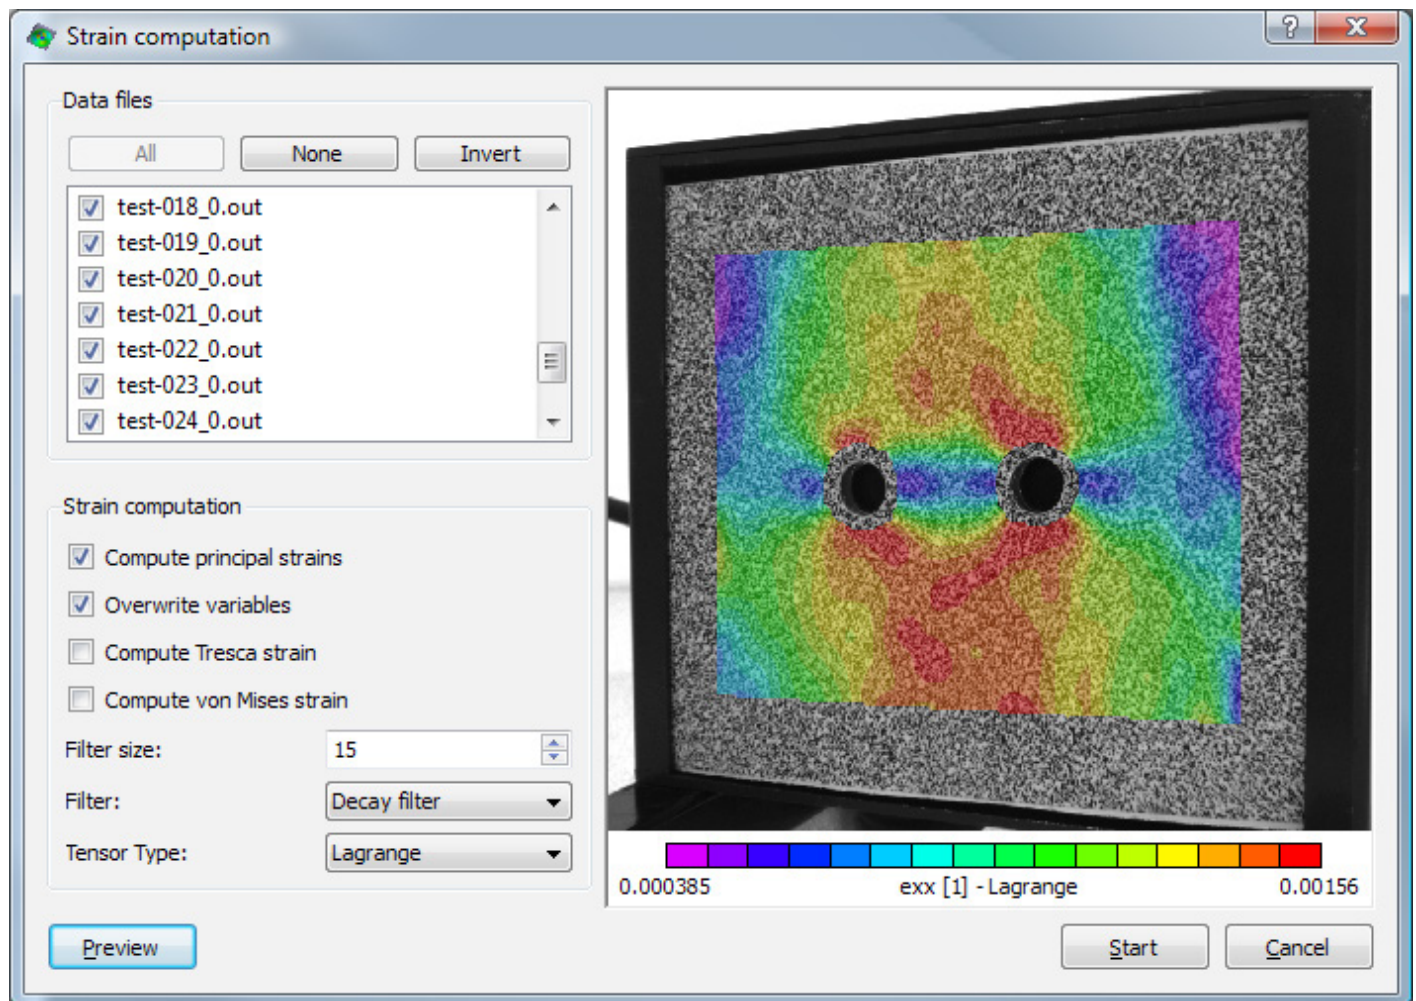 Strain computation
Data files
All None Invert
test-018_0.out
test-019_0.out
test-020_0.out
test-021_0.out
test-022_0.out
test-023_0.out
test-024_0.out
Strain computation
Compute principal strains
Overwrite variables
Compute Tresca strain
Compute von Mises strain
Filter size: 15
Filter: Decay filter
Tensor Type: Lagrange
0.000385 exx [1] - Lagrange 0.00156
Preview Start Cancel